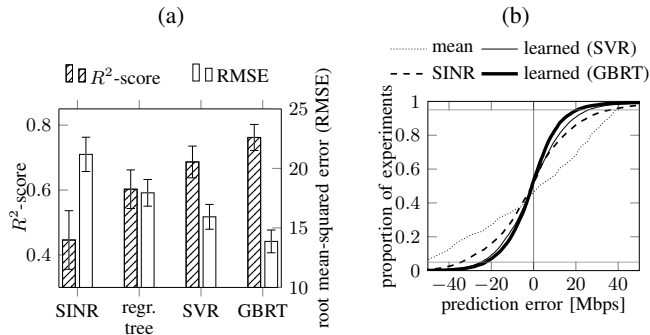 (a)
R²-score RMSE
R²-score
0.8
0.6
0.4
25
20
15
10
root mean-squared error (RMSE)
SINR regr. tree SVR GBRT
(b)
mean learned (SVR)
SINR learned (GBRT)
proportion of experiments
1
0.8
0.6
0.4
0.2
0
−40 −20 0 20 40
prediction error [Mbps]